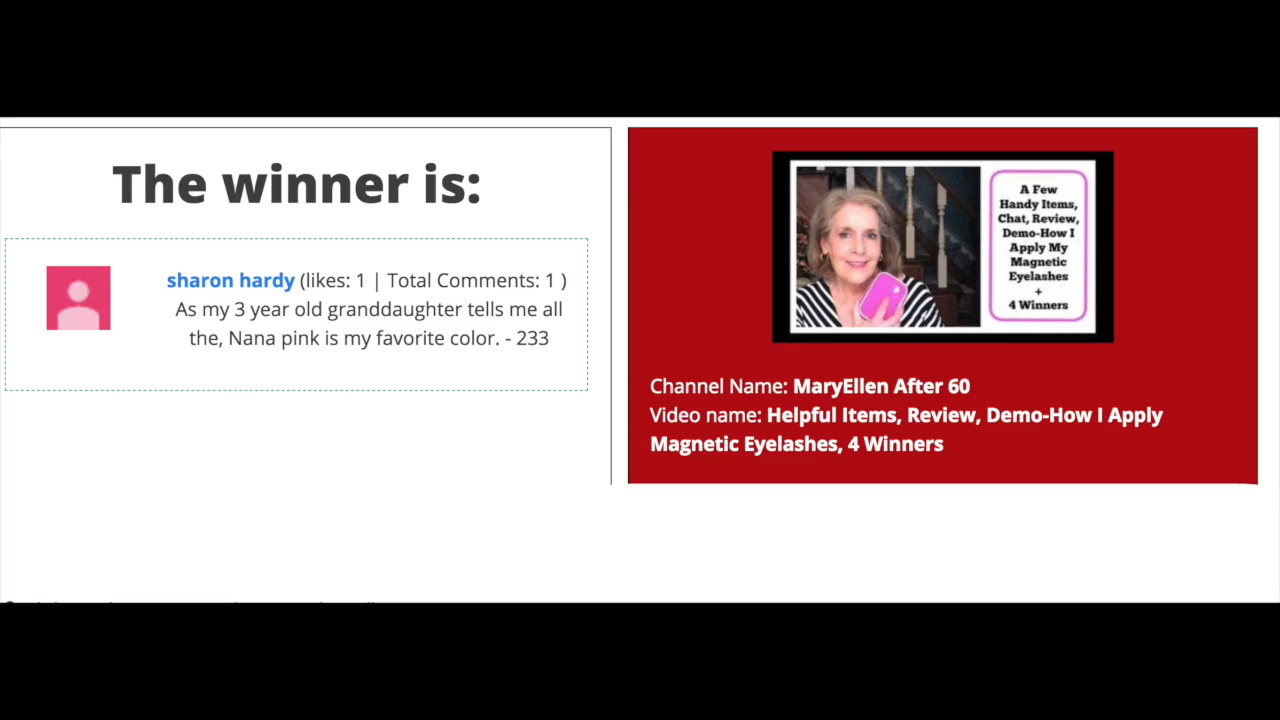 The winner is:
sharon hardy (likes: 1 | Total Comments: 1 )
As my 3 year old granddaughter tells me all
the, Nana pink is my favorite color. - 233
A Few
Handy Items,
Chat, Review,
Demo-How I
Apply My
Magnetic
Eyelashes
+
4 Winners
Channel Name: MaryEllen After 60
Video name: Helpful Items, Review, Demo-How I Apply
Magnetic Eyelashes, 4 Winners